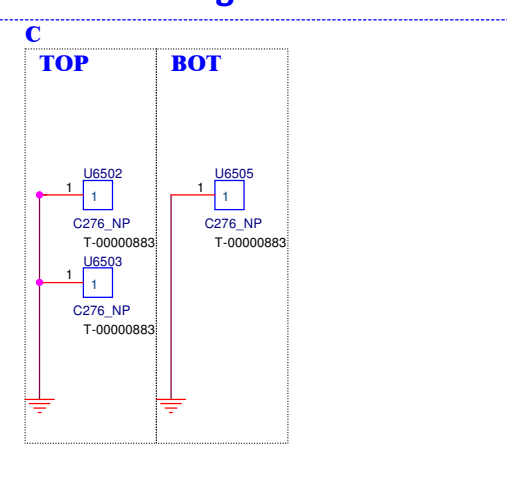 g
C
TOP
BOT
U6502
1
1
C276_NP
T-00000883
U6503
1
1
C276_NP
T-00000883
U6505
1
1
C276_NP
T-00000883